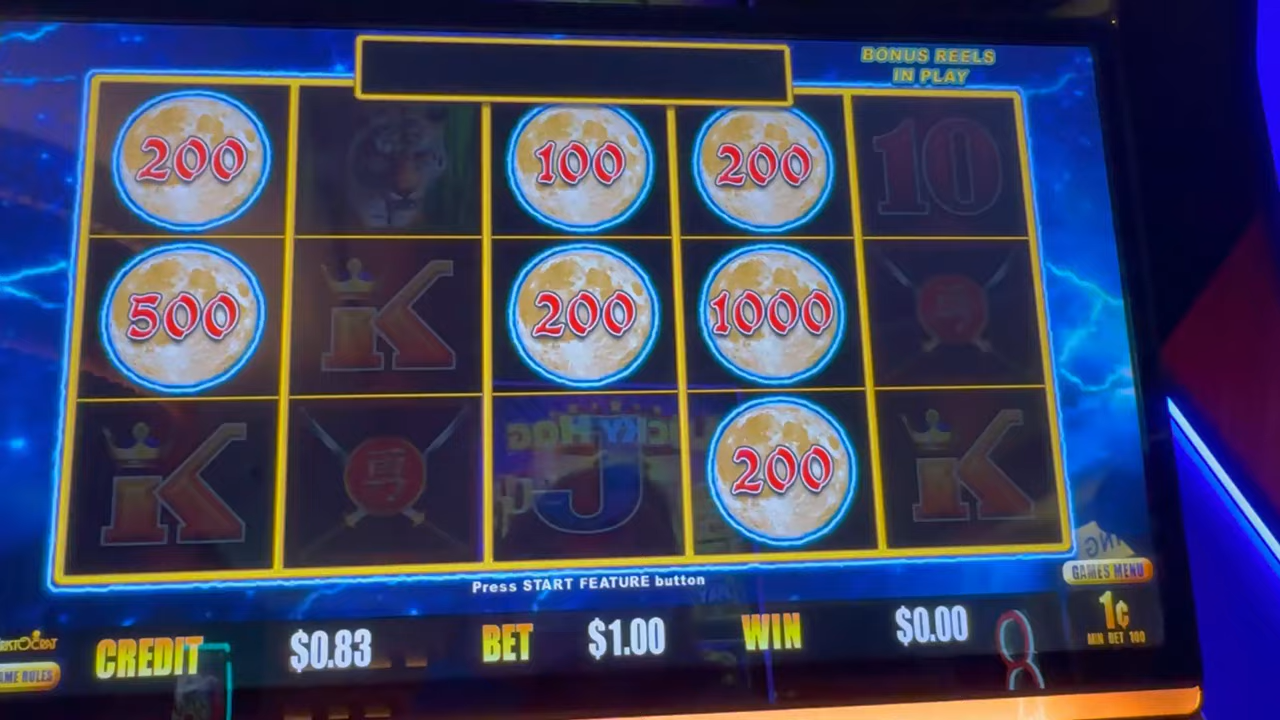 BONUS REELS
IN PLAY
200
100
200
10
500
K
200
1000
K
J
200
K
Press START FEATURE button
GAMES MENU
CREDIT $0.83 BET $1.00 WIN $0.00
1¢
MIN BET 100